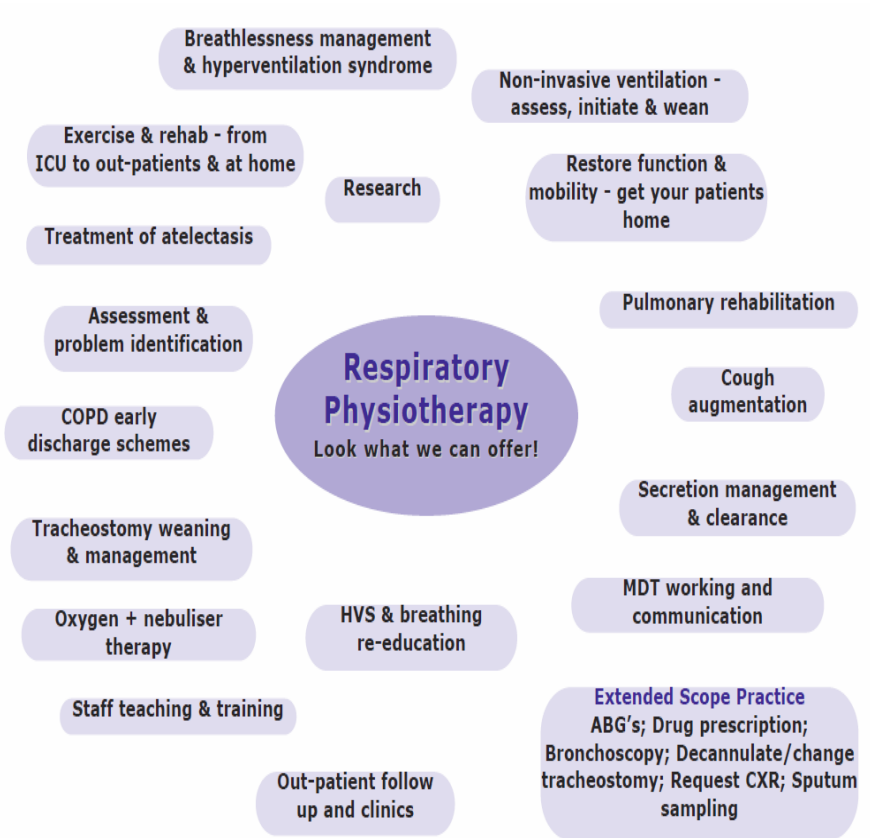 Breathlessness management
& hyperventilation syndrome
Non-invasive ventilation -
assess, initiate & wean
Exercise & rehab - from
ICU to out-patients & at home
Research
Restore function &
mobility - get your patients
home
Treatment of atelectasis
Pulmonary rehabilitation
Assessment &
problem identification
Respiratory
Physiotherapy
Look what we can offer!
Cough
augmentation
COPD early
discharge schemes
Secretion management
& clearance
Tracheostomy weaning
& management
MDT working and
communication
Oxygen + nebuliser
therapy
HVS & breathing
re-education
Staff teaching & training
Extended Scope Practice
ABG's; Drug prescription;
Bronchoscopy; Decannulate/change
tracheostomy; Request CXR; Sputum
sampling
Out-patient follow
up and clinics